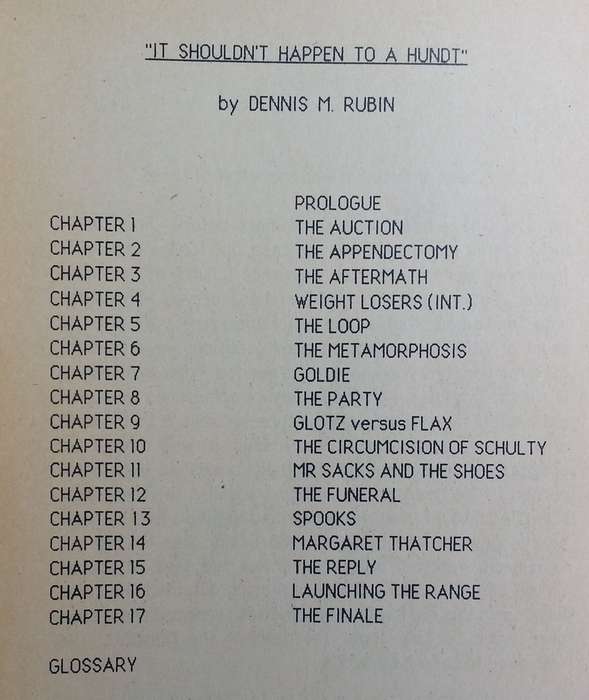 "IT SHOULDN'T HAPPEN TO A HUNDT"
by DENNIS M. RUBIN
PROLOGUE
CHAPTER 1 THE AUCTION
CHAPTER 2 THE APPENDECTOMY
CHAPTER 3 THE AFTERMATH
CHAPTER 4 WEIGHT LOSERS (INT.)
CHAPTER 5 THE LOOP
CHAPTER 6 THE METAMORPHOSIS
CHAPTER 7 GOLDIE
CHAPTER 8 THE PARTY
CHAPTER 9 GLOTZ versus FLAX
CHAPTER 10 THE CIRCUMCISION OF SCHULTY
CHAPTER 11 MR SACKS AND THE SHOES
CHAPTER 12 THE FUNERAL
CHAPTER 13 SPOOKS
CHAPTER 14 MARGARET THATCHER
CHAPTER 15 THE REPLY
CHAPTER 16 LAUNCHING THE RANGE
CHAPTER 17 THE FINALE
GLOSSARY